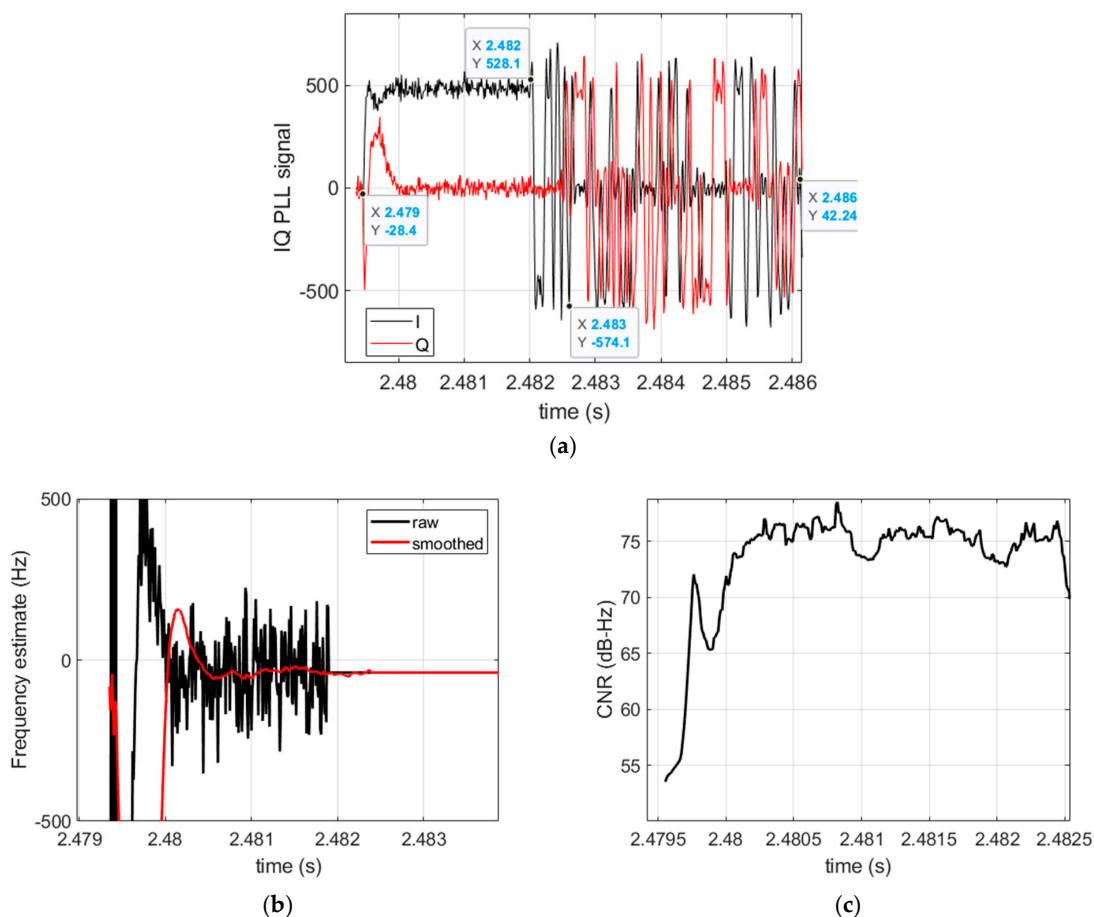 (a)
IQ PLL signal
500
0
-500
X 2.482
Y 528.1
X 2.479
Y -28.4
X 2.486
Y 42.24
X 2.483
Y -574.1
I
Q
2.48 2.481 2.482 2.483 2.484 2.485 2.486
time (s)
(a)
Frequency estimate (Hz)
500
0
-500
raw
smoothed
2.479 2.48 2.481 2.482 2.483
time (s)
(b)
CNR (dB-Hz)
75
70
65
60
55
2.4795 2.48 2.4805 2.481 2.4815 2.482 2.4825
time (s)
(c)